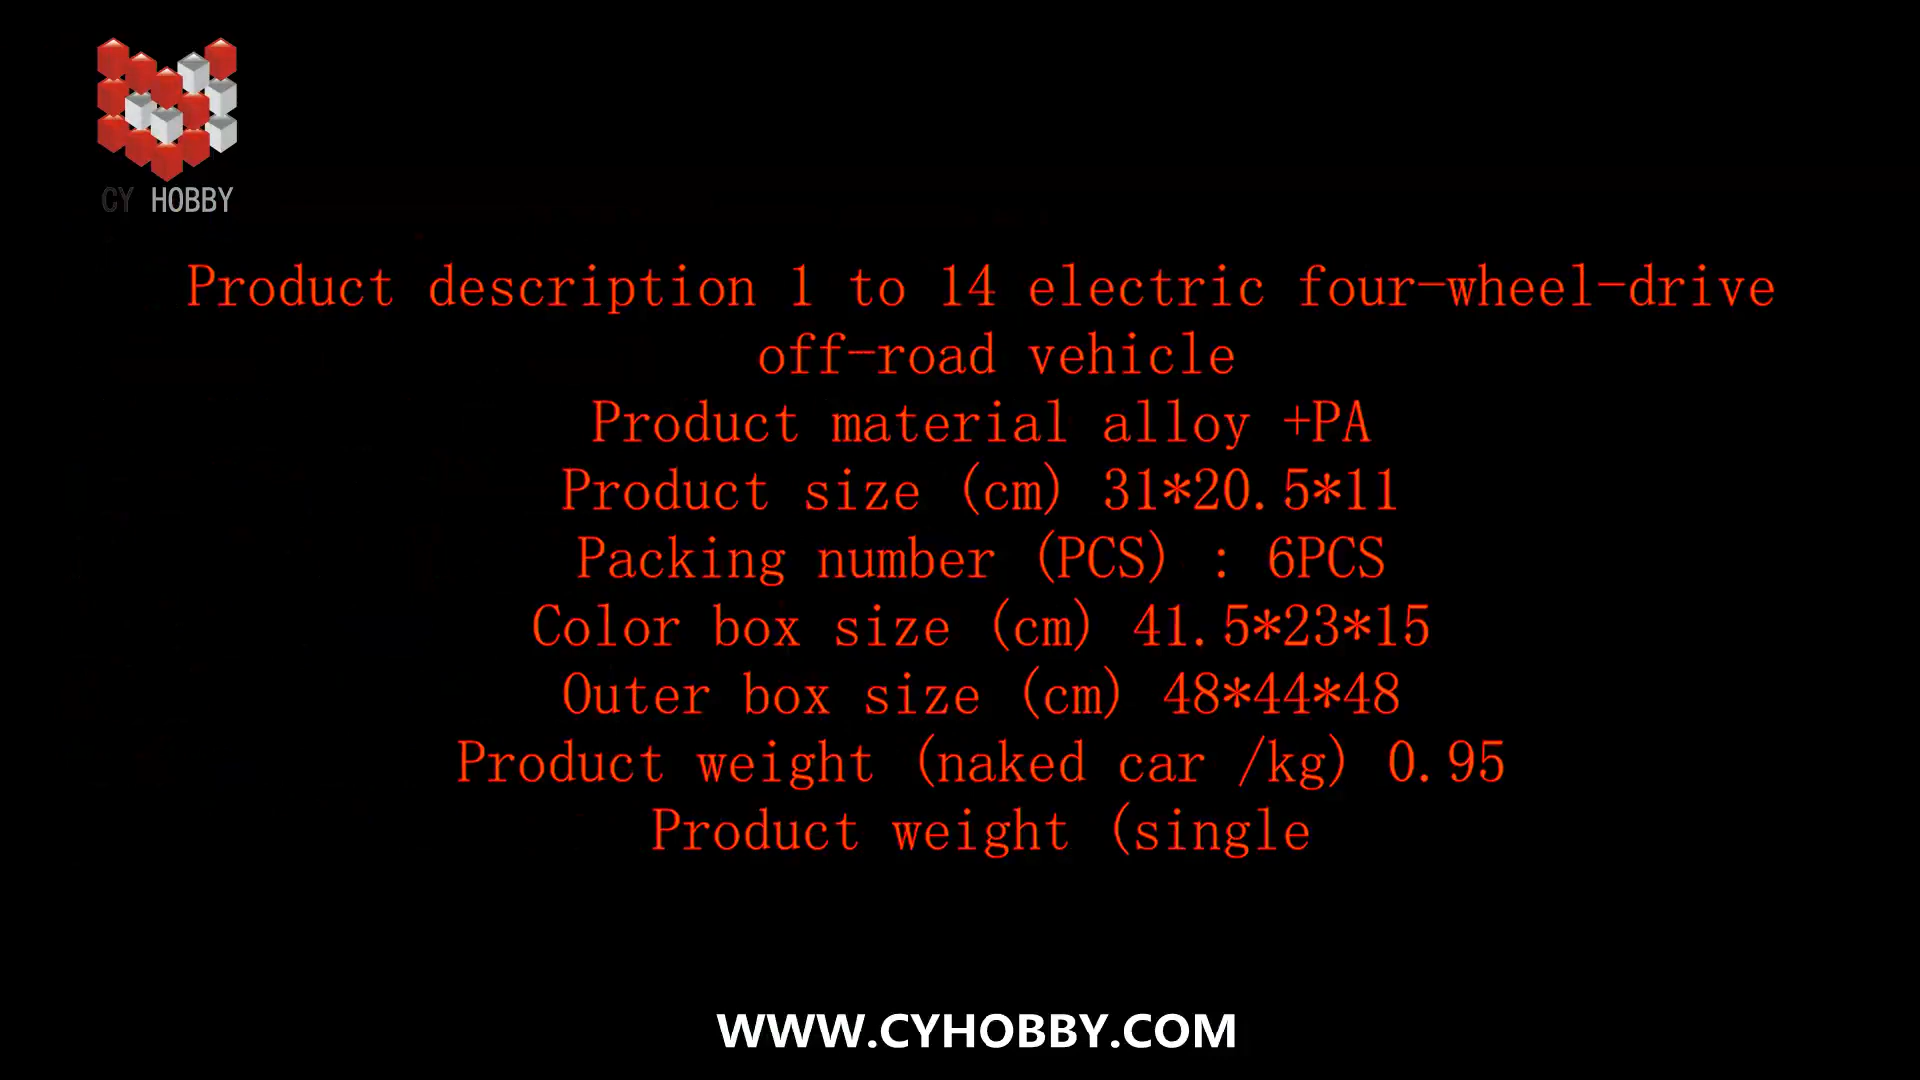 CY HOBBY
Product description 1 to 14 electric four-wheel-drive
off-road vehicle
Product material alloy +PA
Product size (cm) 31*20.5*11
Packing number (PCS) : 6PCS
Color box size (cm) 41.5*23*15
Outer box size (cm) 48*44*48
Product weight (naked car /kg) 0.95
Product weight (single
WWW.CYHOBBY.COM